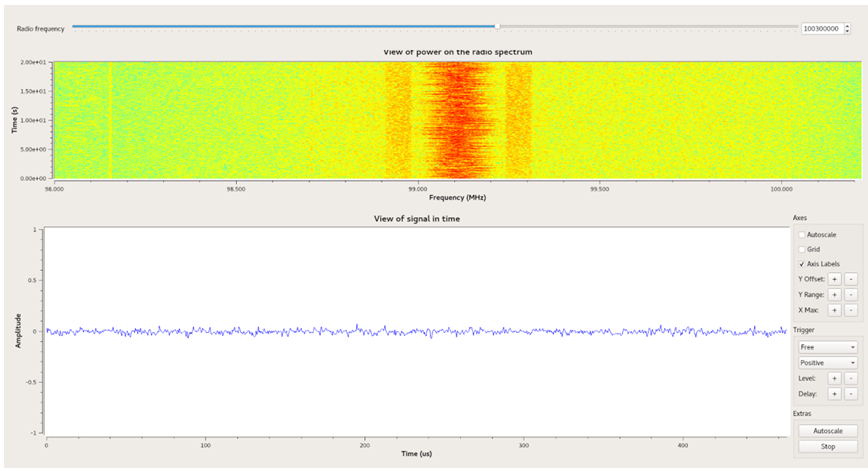 Radio frequency
100300000
View of power on the radio spectrum
2.00e+01
1.50e+01
1.00e+01
5.00e+00
0.00e+00
Time (s)
98.000 98.500 99.000 99.500 100.000
Frequency (MHz)
View of signal in time
1
0.5
0
-0.5
-1
Amplitude
0 100 200 300 400
Time (us)
Axes
Autoscale
Grid
Axis Labels
Y Offset: + -
Y Range: + -
X Max: + -
Trigger
Free
Positive
Level: + -
Delay: + -
Extras
Autoscale
Stop